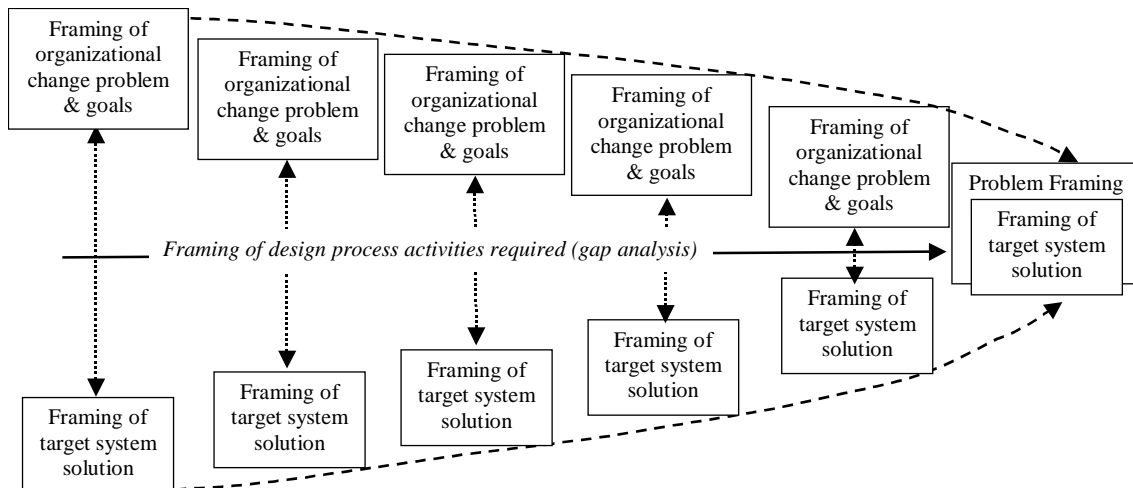 Framing of
organizational
change problem
& goals
Framing of
organizational
change problem
& goals
Framing of
organizational
change problem
& goals
Framing of
organizational
change problem
& goals
Framing of
organizational
change problem
& goals
Problem Framing
Framing of
target system
solution
Framing of design process activities required (gap analysis)
Framing of
target system
solution
Framing of
target system
solution
Framing of
target system
solution
Framing of
target system
solution
Framing of
target system
solution